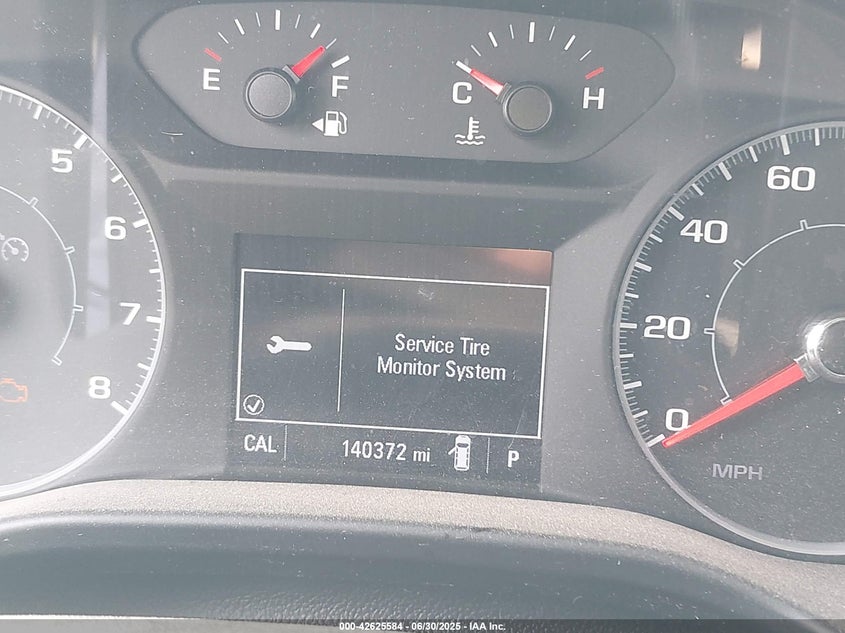 E
F
C
H
5
6
7
8
60
40
20
0
MPH
Service Tire
Monitor System
CAL
140372 mi
P
000-42625584 - 06/30/2025 - IAA Inc.